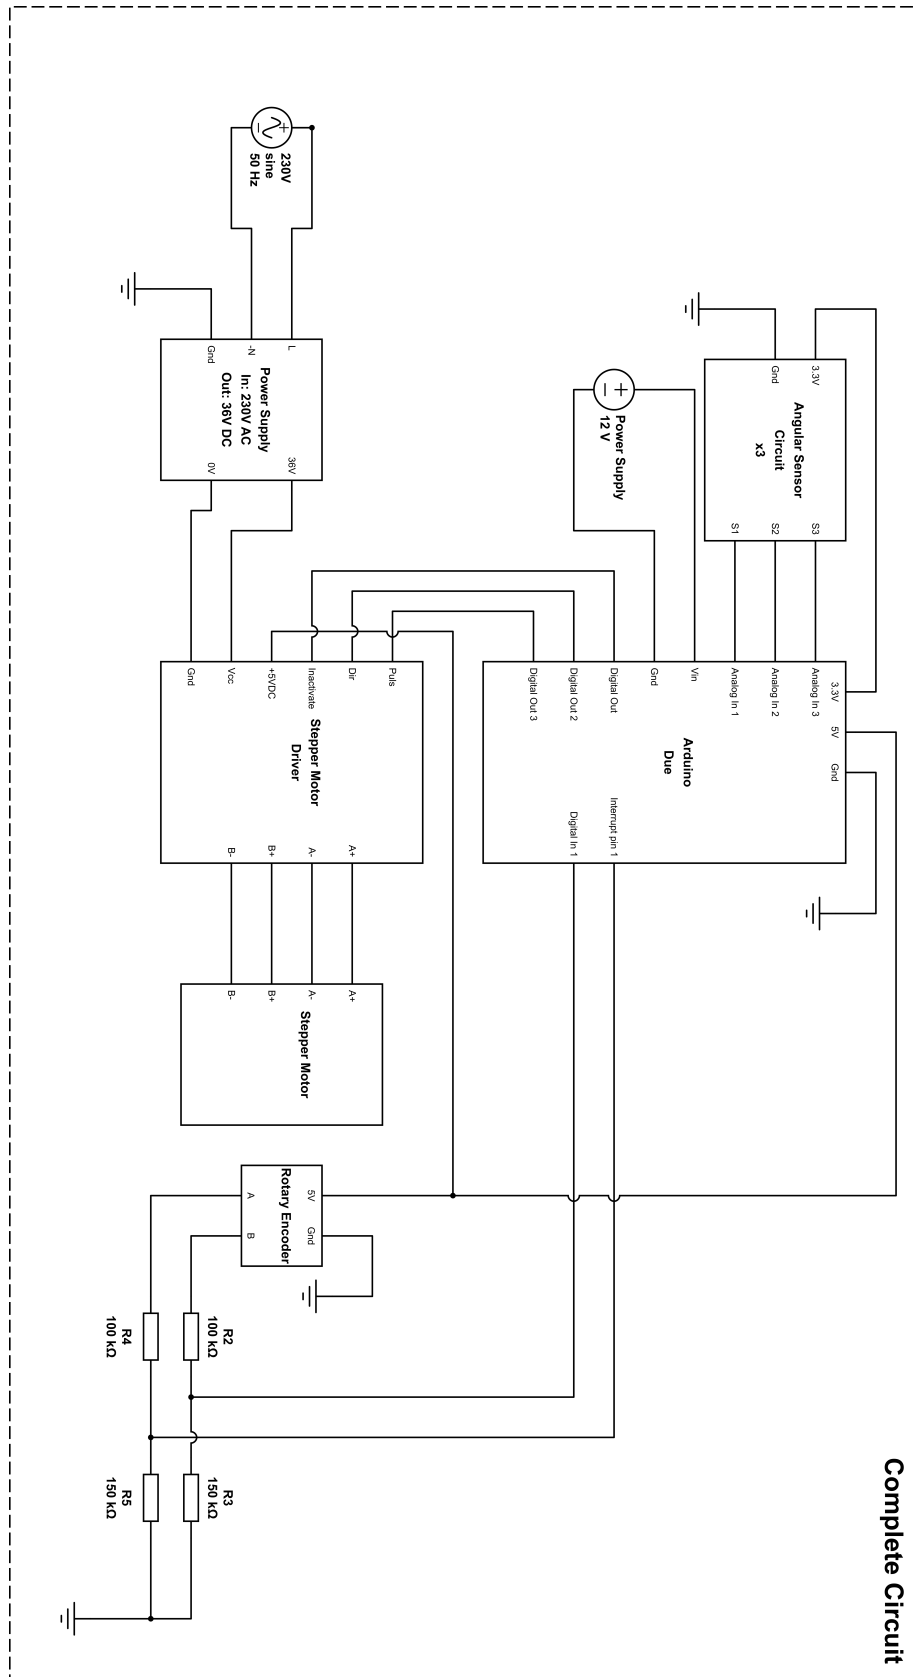 Complete Circuit
230V
sine
50 Hz
L
-N
Gnd
Power Supply
In: 230V AC
Out: 36V DC
36V
0V
3.3V
Gnd
Angular Sensor
Circuit
x3
S3
S2
S1
Power Supply
12 V
3.3V
5V
Gnd
Analog In 3
Analog In 2
Analog In 1
Vin
Gnd
Digital Out
Digital Out 2
Digital Out 3
Arduino
Due
Interrupt pin 1
Digital In 1
Puls
Dir
Inactivate
+5VDC
Vcc
Gnd
Stepper Motor
Driver
A+
A-
B+
B-
A+
A-
B+
B-
Stepper Motor
5V
Gnd
Rotary Encoder
A
B
R2
100 kΩ
R4
100 kΩ
R3
150 kΩ
R5
150 kΩ